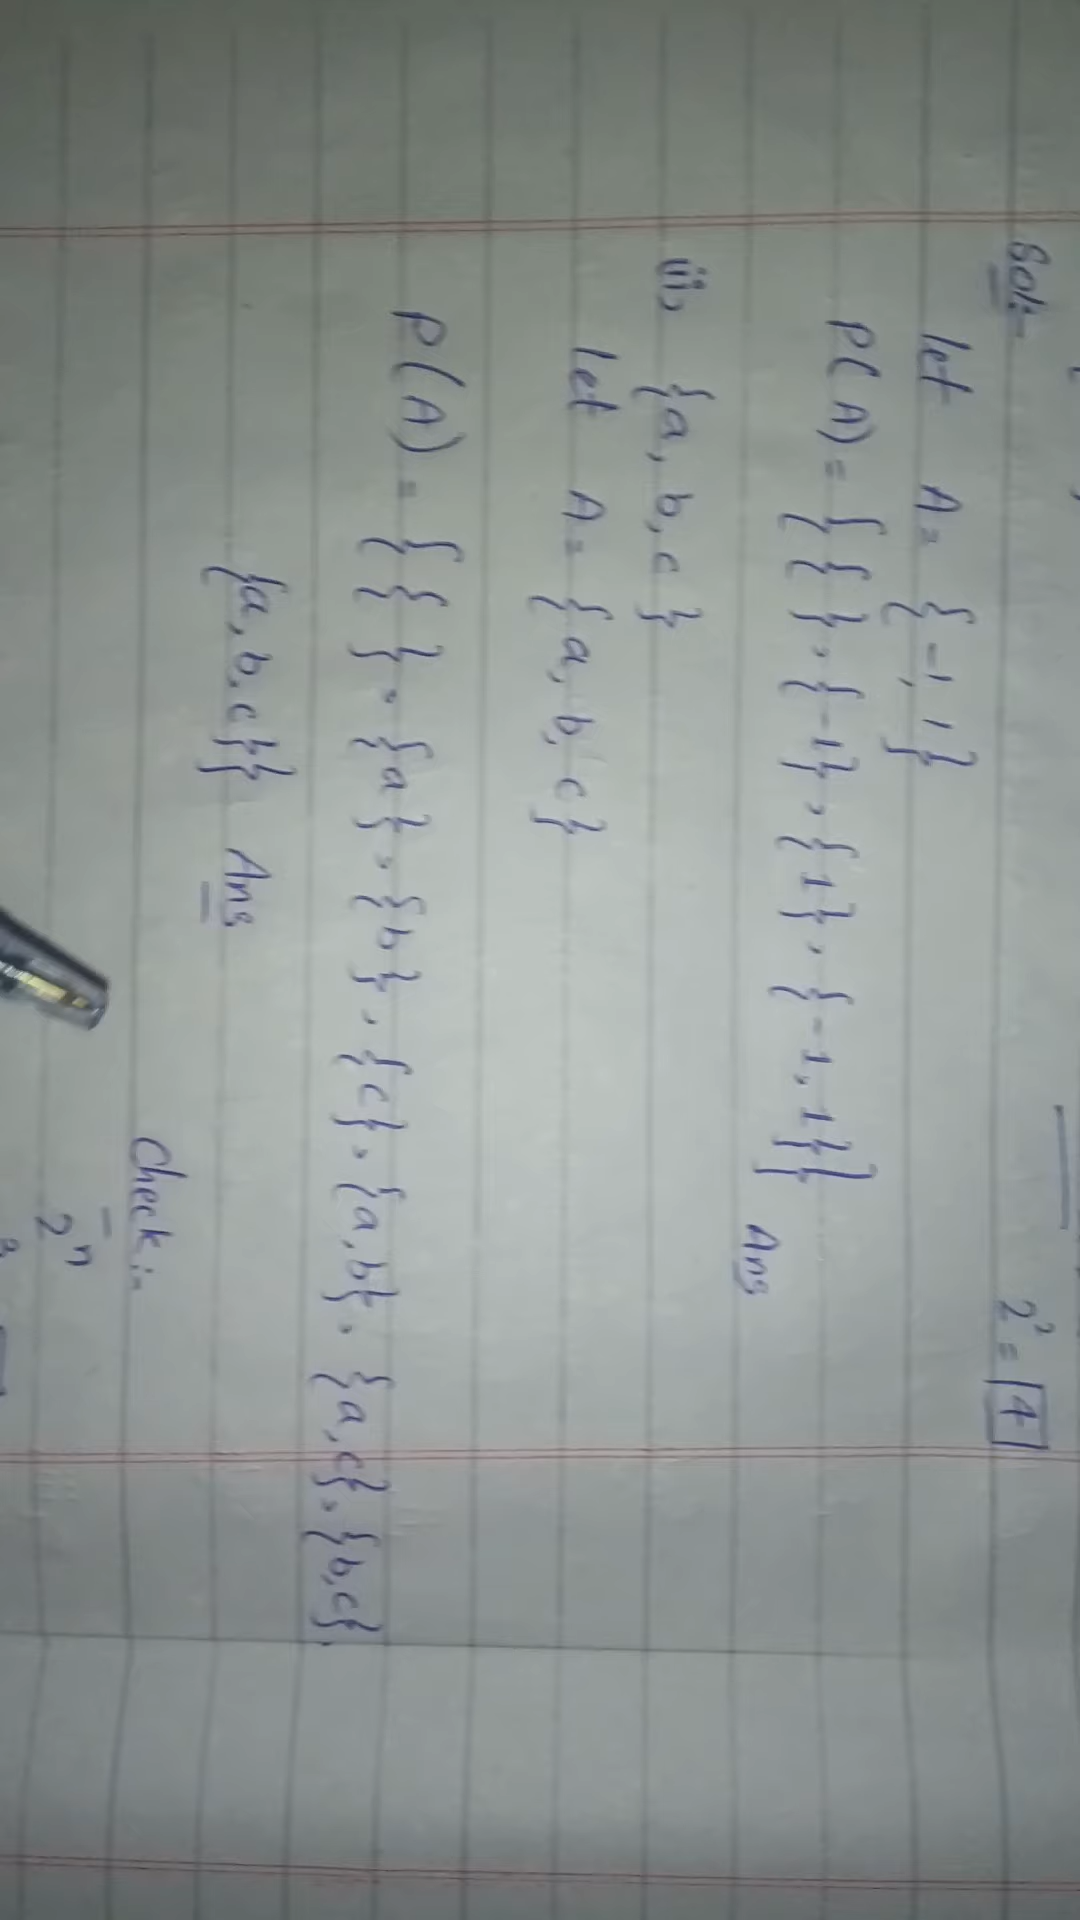 2² = 4
Sol:-
let A = {-1, 1}
P(A) = {{ }, {-1}, {1}, {-1, 1}}
Ans
ii, {a, b, c}
let A = {a, b, c}
P(A) = {{ }, {a}, {b}, {c}, {a, b}, {a, c}, {b, c},
{a, b, c}} Ans
Check:-
2ⁿ